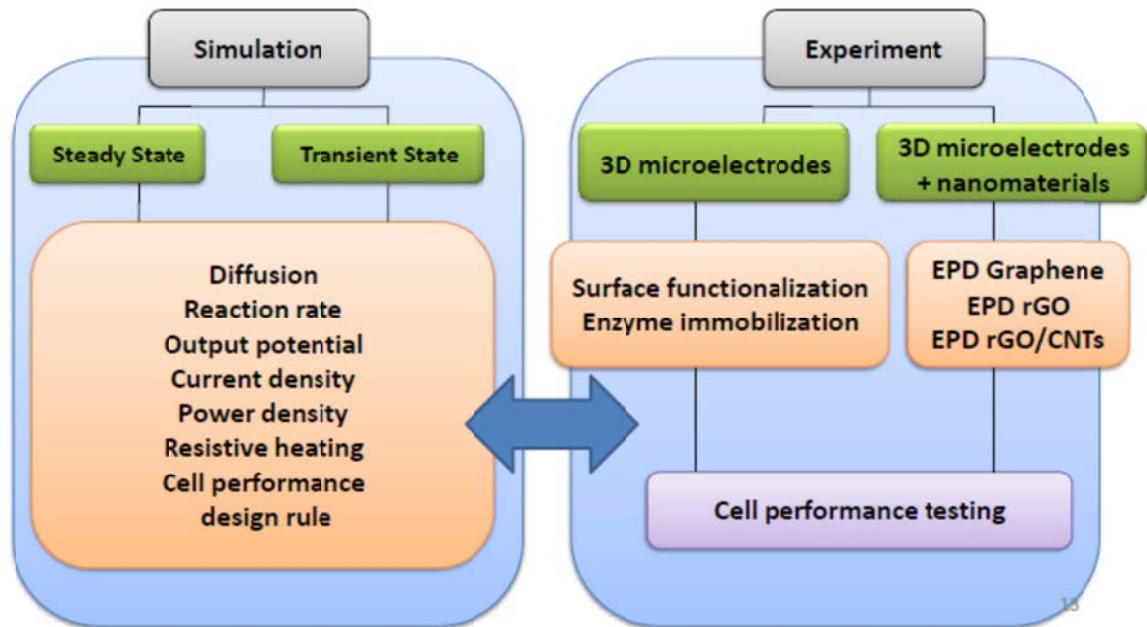 Simulation
Steady State
Transient State
Diffusion
Reaction rate
Output potential
Current density
Power density
Resistive heating
Cell performance
design rule
Experiment
3D microelectrodes
3D microelectrodes
+ nanomaterials
Surface functionalization
Enzyme immobilization
EPD Graphene
EPD rGO
EPD rGO/CNTs
Cell performance testing
13